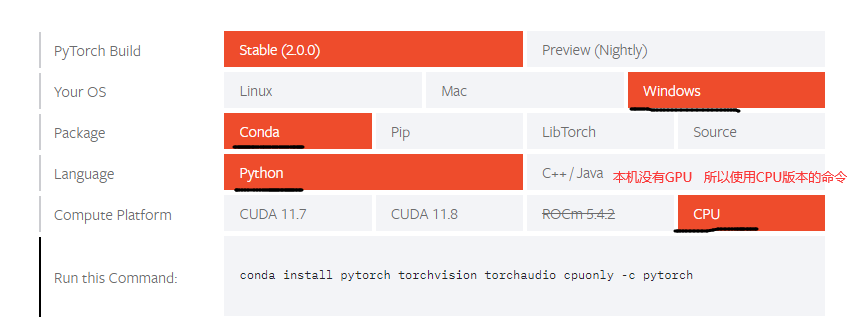 PyTorch Build Stable (2.0.0) Preview (Nightly)
Your OS Linux Mac Windows
Package Conda Pip LibTorch Source
Language Python C++ / Java 本机没有GPU 所以使用CPU版本的命令
Compute Platform CUDA 11.7 CUDA 11.8 ROCm 5.4.2 CPU
Run this Command: conda install pytorch torchvision torchaudio cpuonly -c pytorch